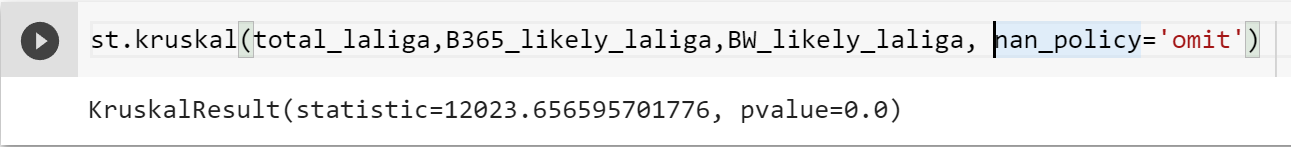 st.kruskal(total_laliga,B365_likely_laliga,BW_likely_laliga, nan_policy='omit')
KruskalResult(statistic=12023.656595701776, pvalue=0.0)